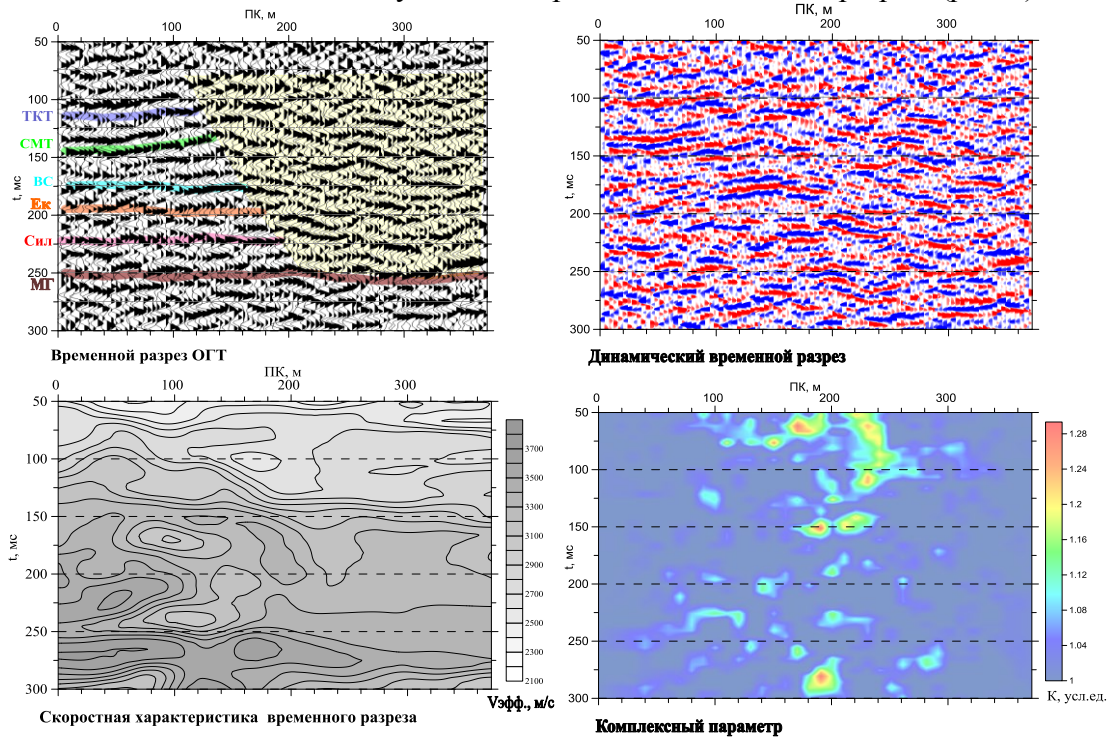 ПК, м
0 100 200 300
50
100
150
200
250
300
t, мс
ТКТ
СМТ
ВС
Ек
Сил
МГ
Временной разрез ОГТ
ПК, м
0 100 200 300
50
100
150
200
250
300
t, мс
Динамический временной разрез
ПК, м
0 100 200 300
50
100
150
200
250
300
t, мс
3700
3500
3300
3100
2900
2700
2500
2300
2100
Vэфф., м/с
Скоростная характеристика временного разреза
ПК, м
100 200 300
50
100
150
200
250
300
t, мс
1.28
1.24
1.2
1.16
1.12
1.08
1.04
1
К, усл.ед.
Комплексный параметр